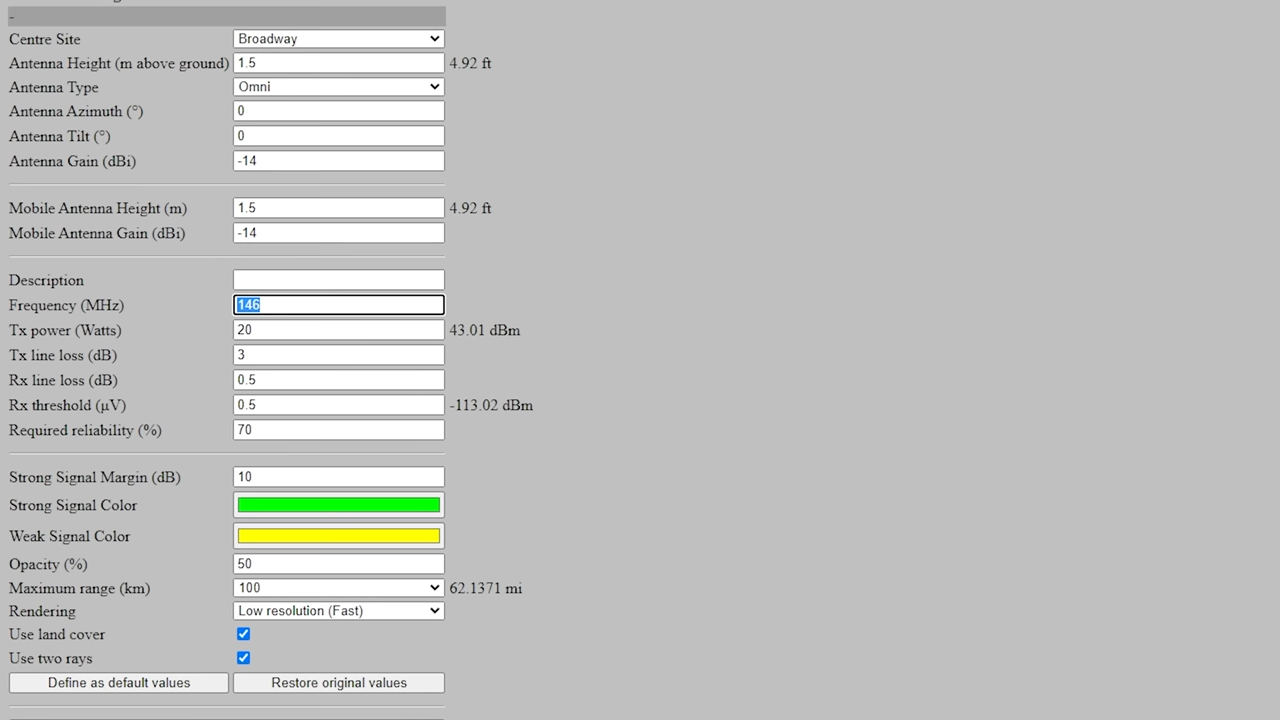 -
Centre Site Broadway
Antenna Height (m above ground) 1.5 4.92 ft
Antenna Type Omni
Antenna Azimuth (°) 0
Antenna Tilt (°) 0
Antenna Gain (dBi) -14
Mobile Antenna Height (m) 1.5 4.92 ft
Mobile Antenna Gain (dBi) -14
Description
Frequency (MHz) 146
Tx power (Watts) 20 43.01 dBm
Tx line loss (dB) 3
Rx line loss (dB) 0.5
Rx threshold (µV) 0.5 -113.02 dBm
Required reliability (%) 70
Strong Signal Margin (dB) 10
Strong Signal Color
Weak Signal Color
Opacity (%) 50
Maximum range (km) 100 62.1371 mi
Rendering Low resolution (Fast)
Use land cover
Use two rays
Define as default values Restore original values